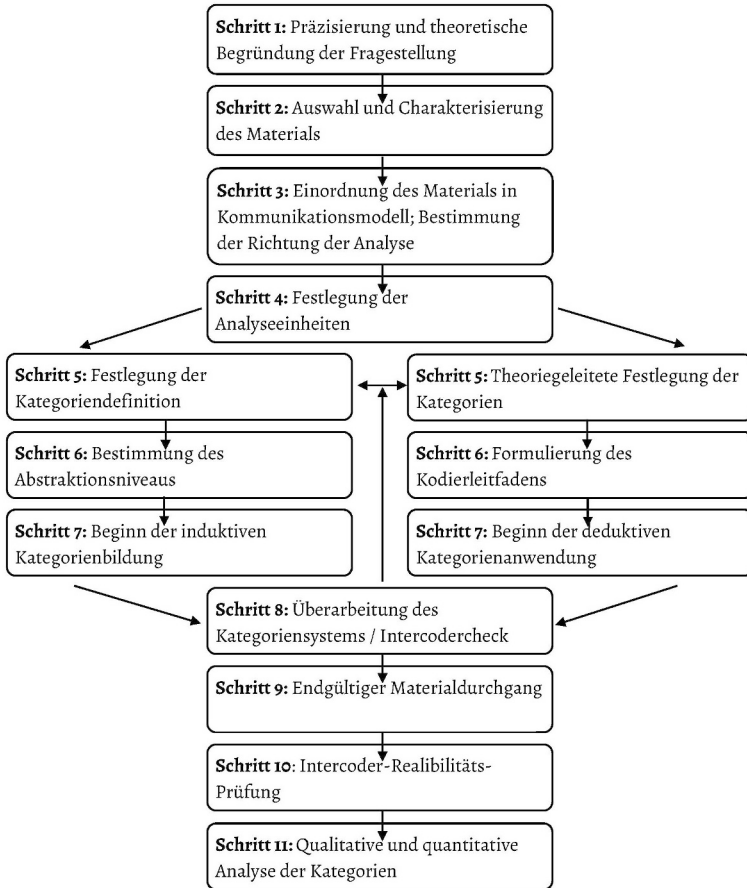 Schritt 1: Präzisierung und theoretische
Begründung der Fragestellung
Schritt 2: Auswahl und Charakterisierung
des Materials
Schritt 3: Einordnung des Materials in
Kommunikationsmodell; Bestimmung
der Richtung der Analyse
Schritt 4: Festlegung der
Analyseeinheiten
Schritt 5: Festlegung der
Kategoriendefinition
Schritt 6: Bestimmung des
Abstraktionsniveaus
Schritt 7: Beginn der induktiven
Kategorienbildung
Schritt 5: Theoriegeleitete Festlegung der
Kategorien
Schritt 6: Formulierung des
Kodierleitfadens
Schritt 7: Beginn der deduktiven
Kategorienanwendung
Schritt 8: Überarbeitung des
Kategoriensystems / Intercodercheck
Schritt 9: Endgültiger Materialdurchgang
Schritt 10: Intercoder-Realibilitäts-
Prüfung
Schritt 11: Qualitative und quantitative
Analyse der Kategorien